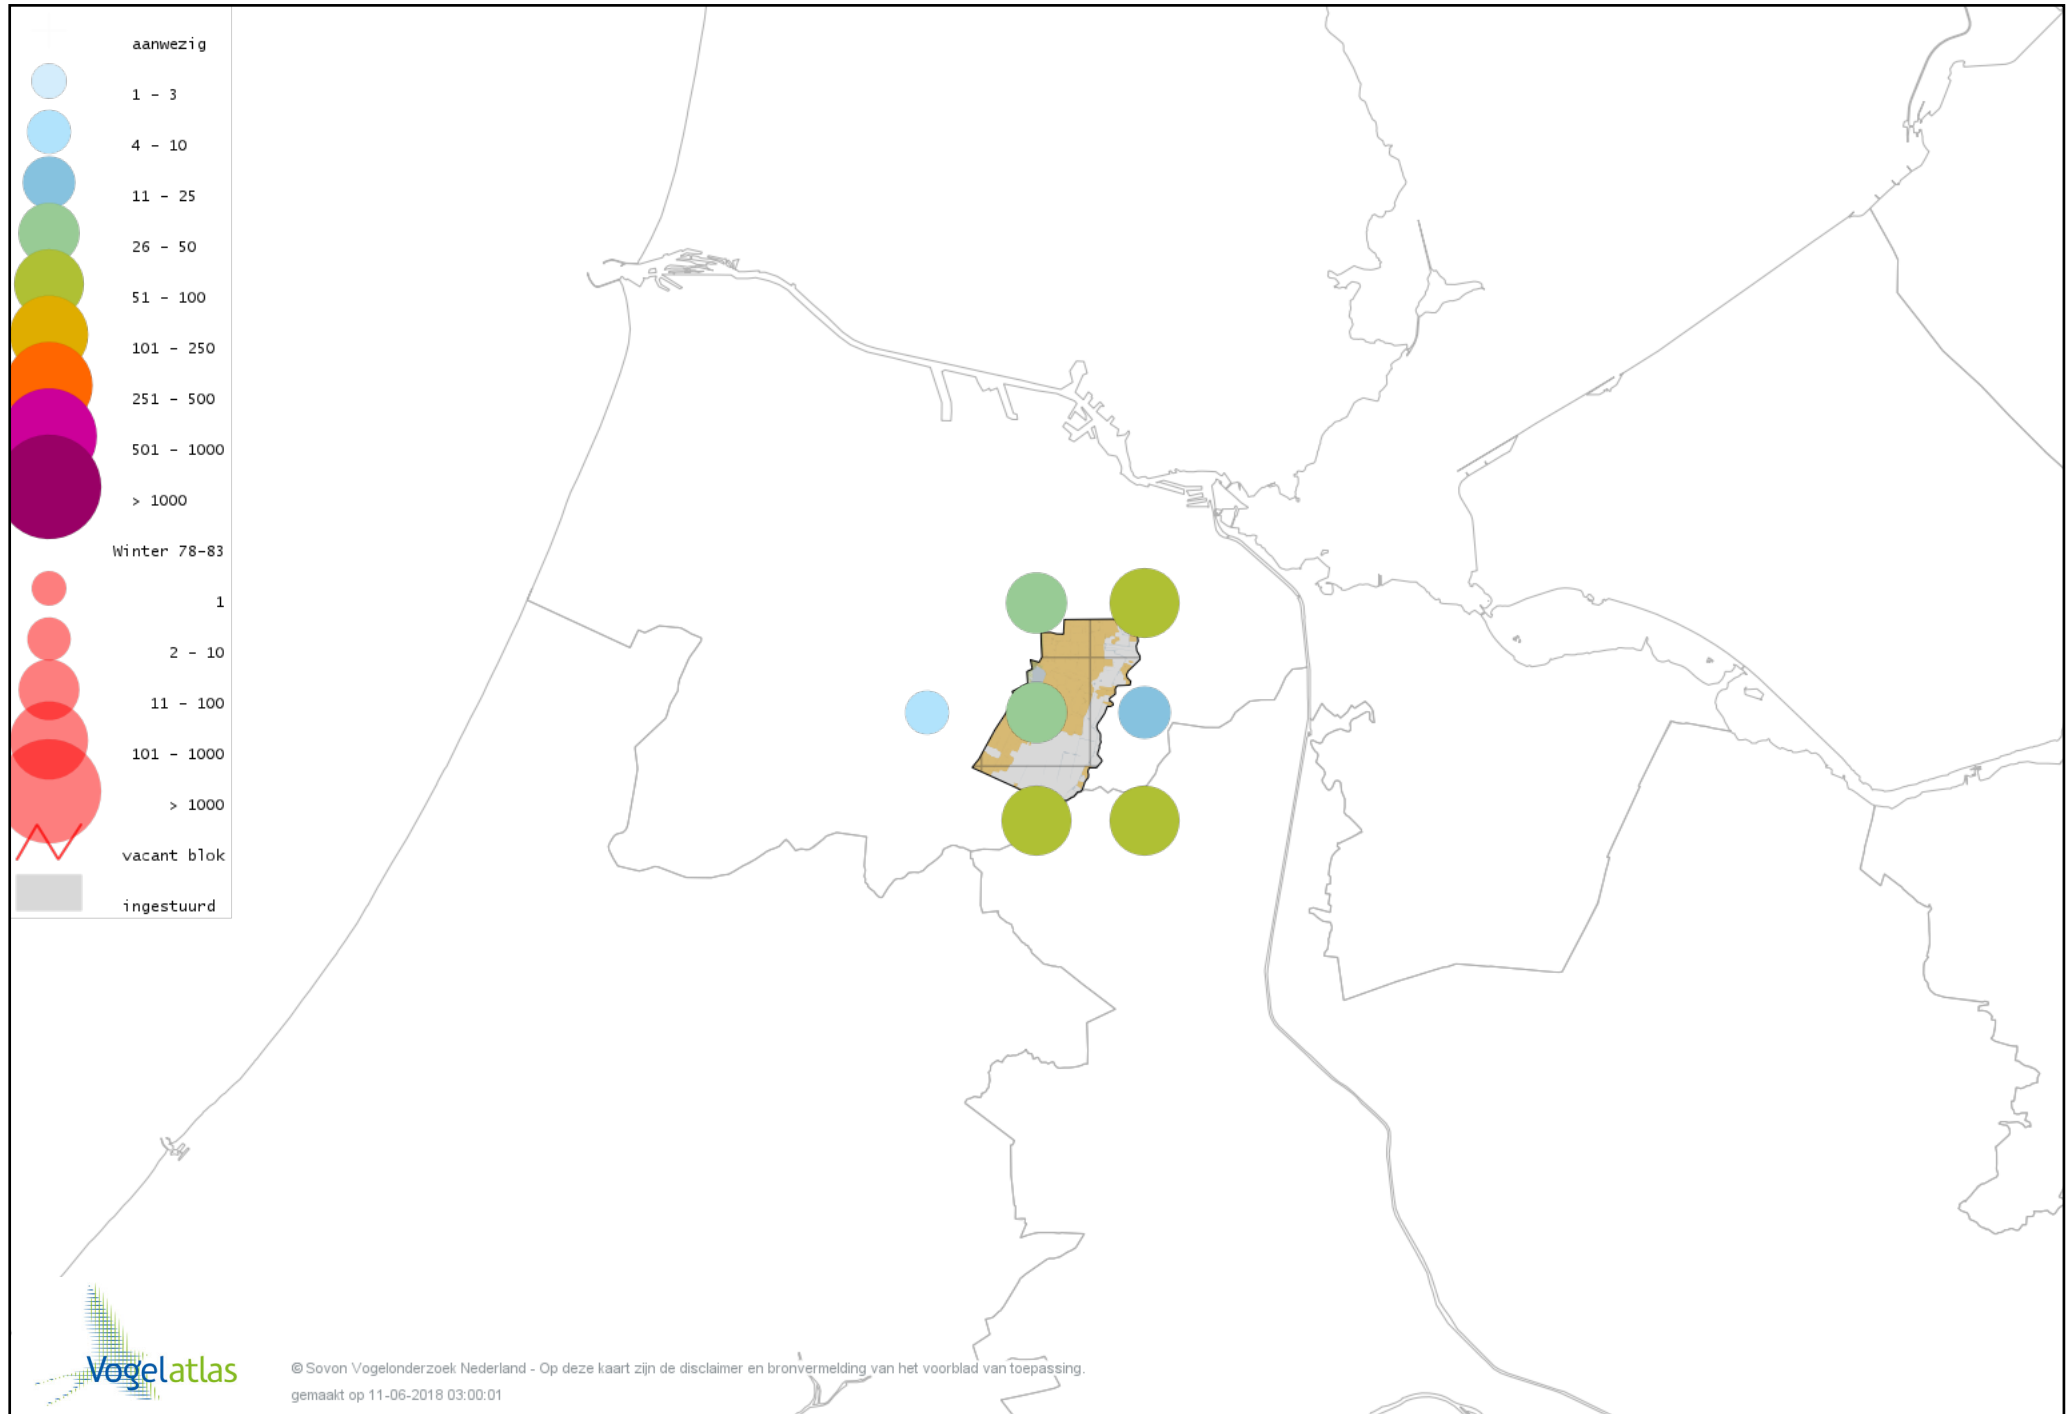 aanwezig
1 - 3
4 - 10
11 - 25
26 - 50
51 - 100
101 - 250
251 - 500
501 - 1000
> 1000
Winter 78-83
1
2 - 10
11 - 100
101 - 1000
> 1000
vacant blok
ingestuurd
Vogelatlas
© Sovon Vogelonderzoek Nederland - Op deze kaart zijn de disclaimer en bronvermelding van het voorblad van toepassing.
gemaakt op 11-06-2018 03:00:01